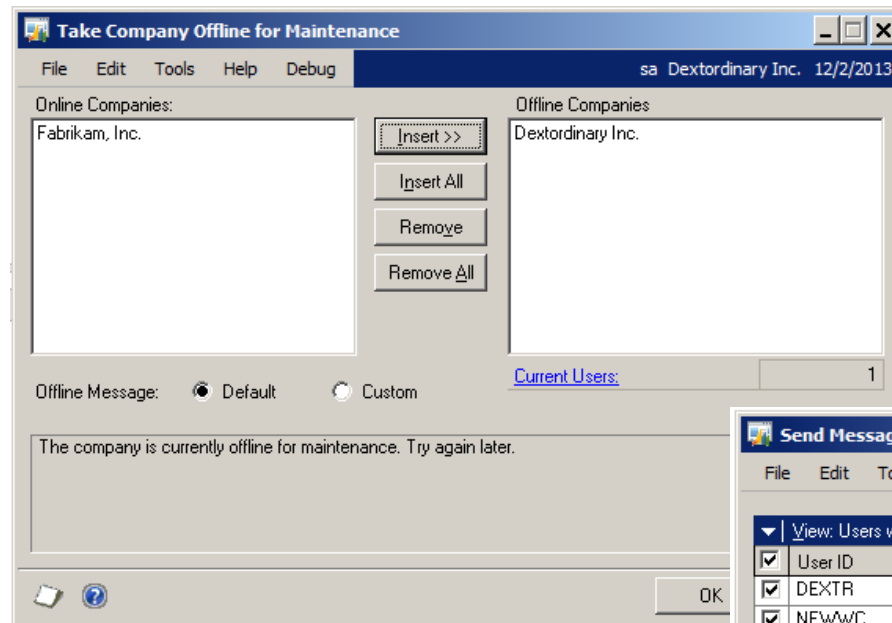 Take Company Offline for Maintenance
File Edit Tools Help Debug sa Dextordinary Inc. 12/2/2013
Online Companies: Offline Companies
Fabrikam, Inc. Insert >> Dextordinary Inc.
Insert All
Remove
Remove All
Current Users: 1
Offline Message: Default Custom
The company is currently offline for maintenance. Try again later.
Send Messag
File Edit To
View: Users w
User ID
DEXTR
OK
NEWWC